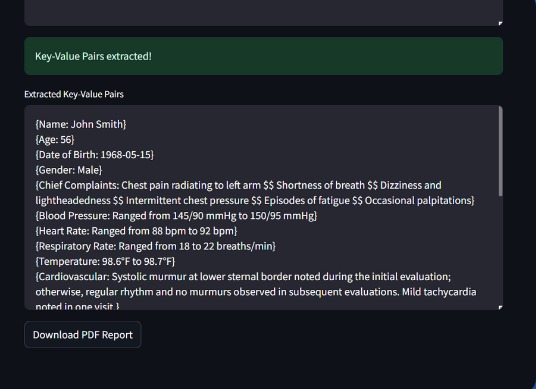 Key-Value Pairs extracted!
Extracted Key-Value Pairs
{Name: John Smith}
{Age: 56}
{Date of Birth: 1968-05-15}
{Gender: Male}
{Chief Complaints: Chest pain radiating to left arm $$ Shortness of breath $$ Dizziness and
lightheadedness $$ Intermittent chest pressure $$ Episodes of fatigue $$ Occasional palpitations}
{Blood Pressure: Ranged from 145/90 mmHg to 150/95 mmHg}
{Heart Rate: Ranged from 88 bpm to 92 bpm}
{Respiratory Rate: Ranged from 18 to 22 breaths/min}
{Temperature: 98.6°F to 98.7°F}
{Cardiovascular: Systolic murmur at lower sternal border noted during the initial evaluation;
otherwise, regular rhythm and no murmurs observed in subsequent evaluations. Mild tachycardia
noted in one visit.}
Download PDF Report